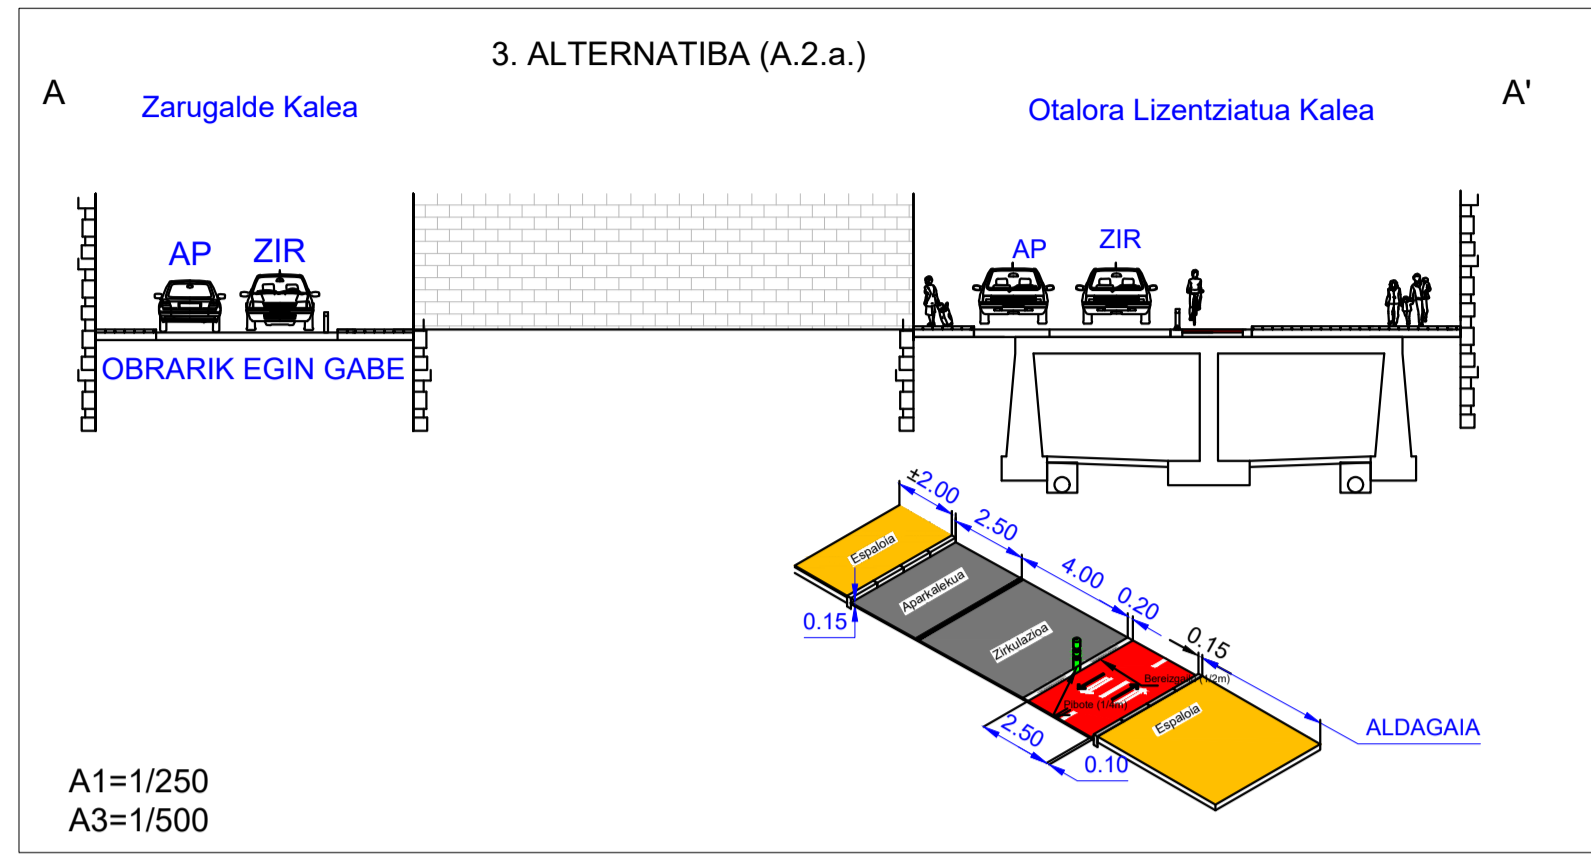 3. ALTERNATIBA (A.2.a.)
A
A'
Zarugalde Kalea
Otalora Lizentziatua Kalea
AP
ZIR
AP
ZIR
OBRARIK EGIN GABE
±2.00
2.50
4.00
0.20
0.15
Espaloia
Aparkalekua
Zirkulazioa
0.15
Bereizgailu (1/2m)
Pibote (1/4m)
Espaloia
2.50
0.10
ALDAGAIA
A1=1/250
A3=1/500